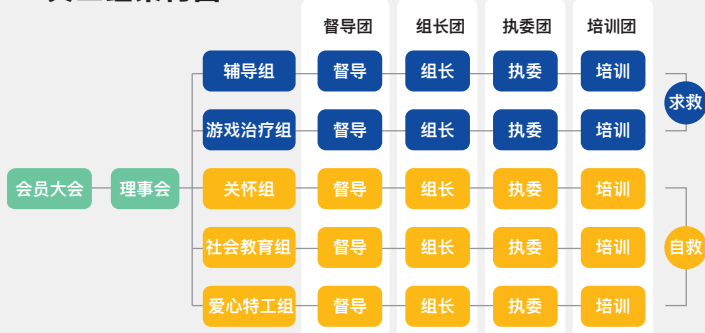 督导团 组长团 执委团 培训团
辅导组 督导 组长 执委 培训
求救
游戏治疗组 督导 组长 执委 培训
会员大会 理事会 关怀组 督导 组长 执委 培训
社会教育组 督导 组长 执委 培训 自救
爱心特工组 督导 组长 执委 培训